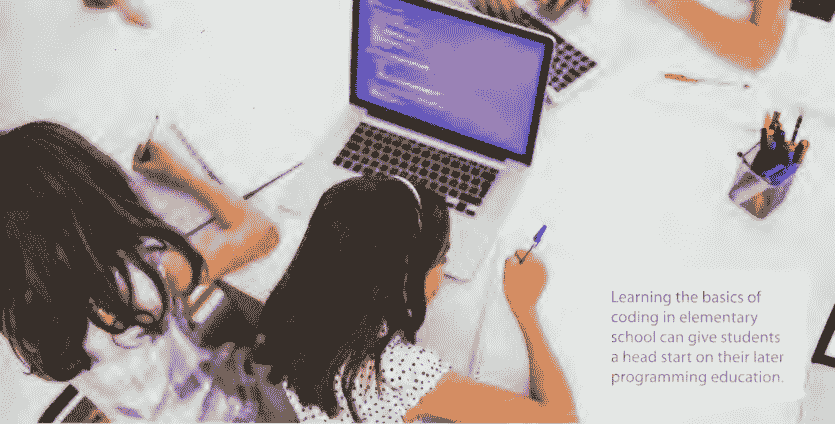 Learning the basics of
coding in elementary
school can give students
a head start on their later
programming education.